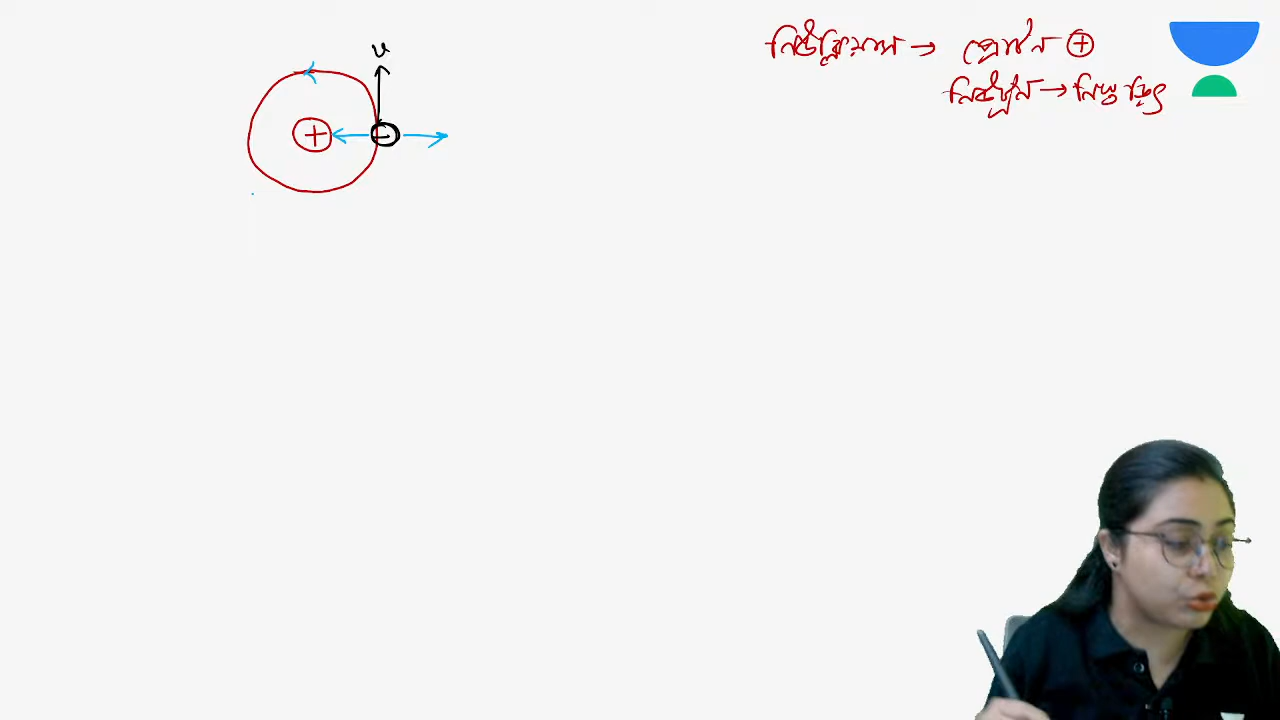 নিউক্লিয়াস → প্রোটন ⊕
নিউট্রন → নিস্তড়িৎ
v
+
−